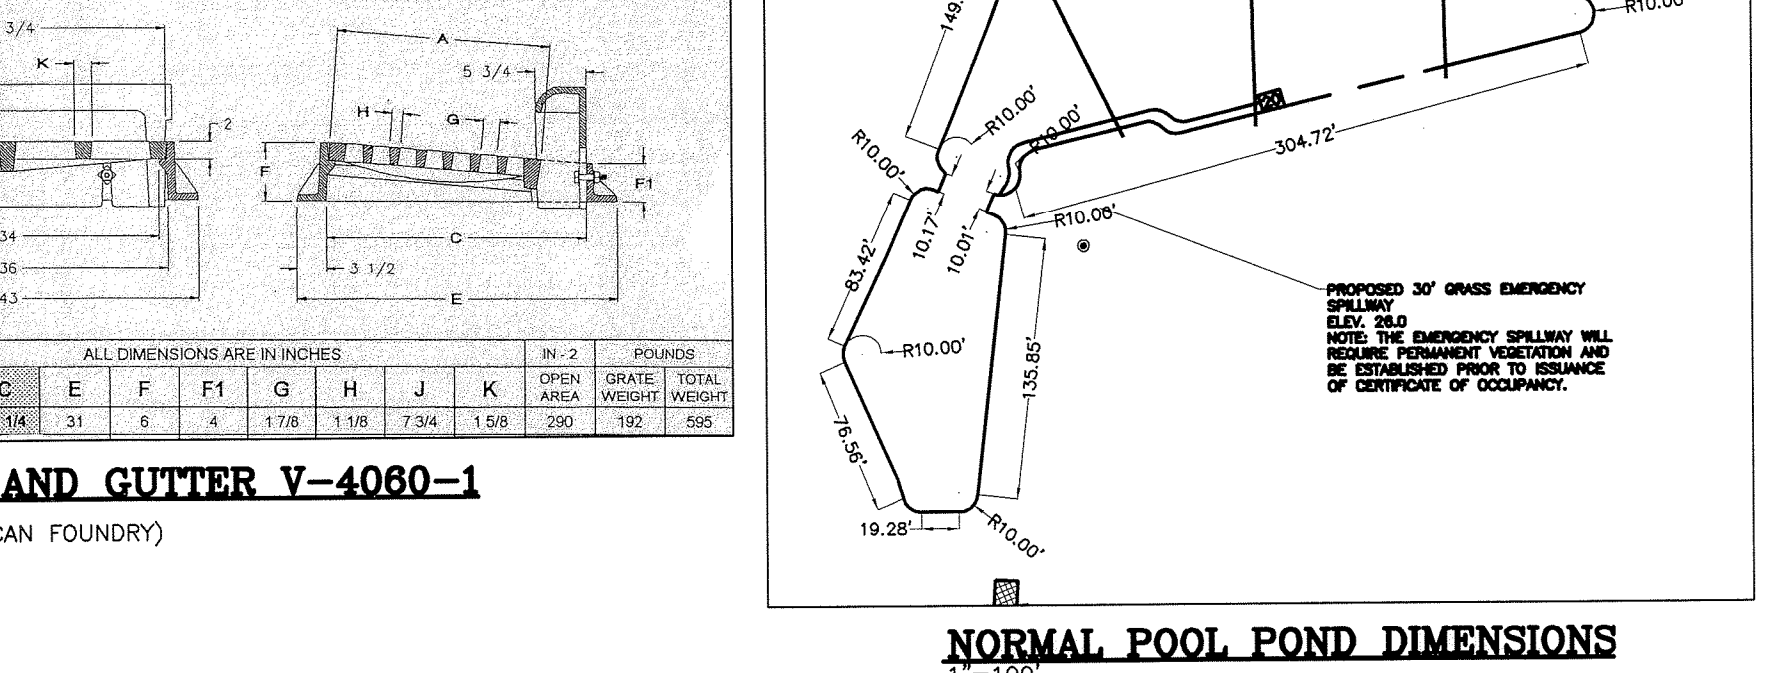 3/4
K
2
34
36
43
A
5 3/4
H
G
F
F1
C
3 1/2
E
ALL DIMENSIONS ARE IN INCHES
IN - 2
POUNDS
C
E
F
F1
G
H
J
K
OPEN AREA
GRATE WEIGHT
TOTAL WEIGHT
1/4
31
6
4
1 7/8
1 1/8
7 3/4
1 5/8
290
192
595
AND GUTTER V-4060-1
CAN FOUNDRY)
149.
R10.00'
R10.00'
R10.00'
R10.00'
120
304.72'
R10.00'
10.17'
10.01'
83.42'
R10.00'
135.85'
76.56'
19.28'
R10.00'
PROPOSED 30' GRASS EMERGENCY
SPILLWAY
ELEV. 26.0
NOTE: THE EMERGENCY SPILLWAY WILL
REQUIRE PERMANENT VEGETATION AND
BE ESTABLISHED PRIOR TO ISSUANCE
OF CERTIFICATE OF OCCUPANCY.
NORMAL POOL POND DIMENSIONS
1"=100'